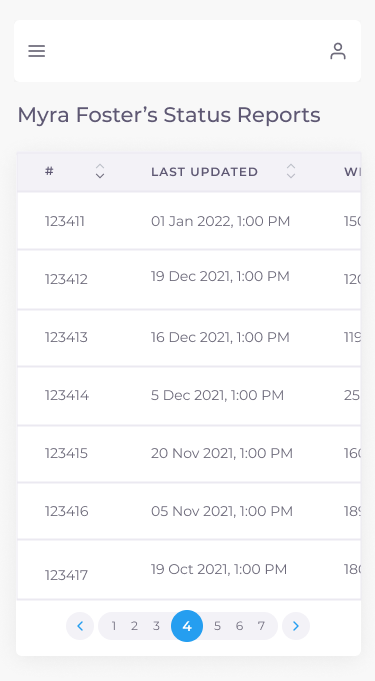 Myra Foster’s Status Reports
# LAST UPDATED
123411 01 Jan 2022, 1:00 PM
123412 19 Dec 2021, 1:00 PM
123413 16 Dec 2021, 1:00 PM
123414 5 Dec 2021, 1:00 PM
123415 20 Nov 2021, 1:00 PM
123416 05 Nov 2021, 1:00 PM
123417 19 Oct 2021, 1:00 PM
1 2 3 4 5 6 7